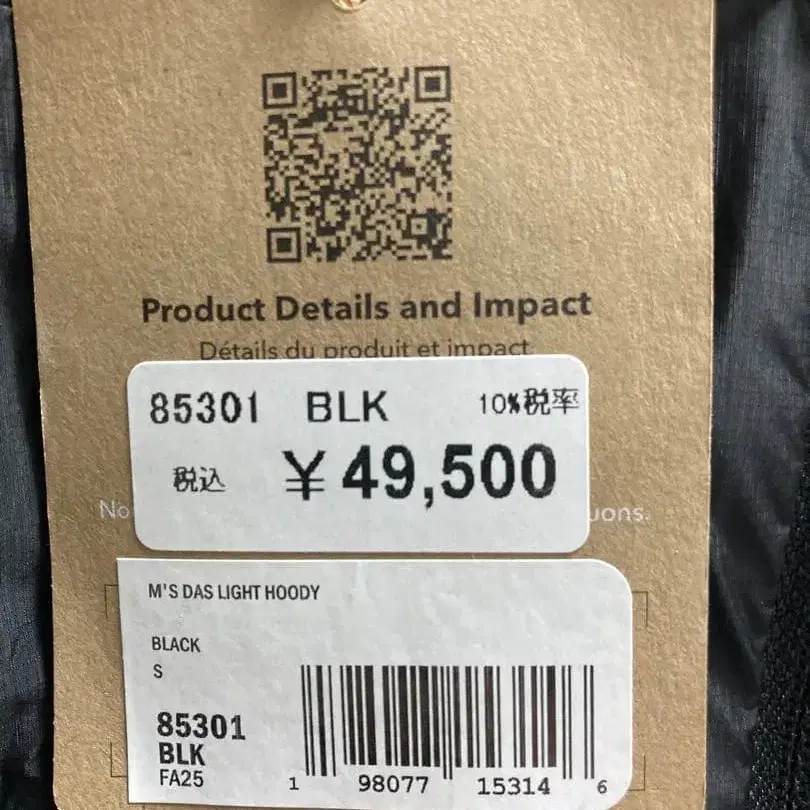 Product Details and Impact
Détails du produit et impact
85301 BLK 10%税率
税込 ¥49,500
M'S DAS LIGHT HOODY
BLACK
S
85301
BLK
FA25
1 98077 15314 6